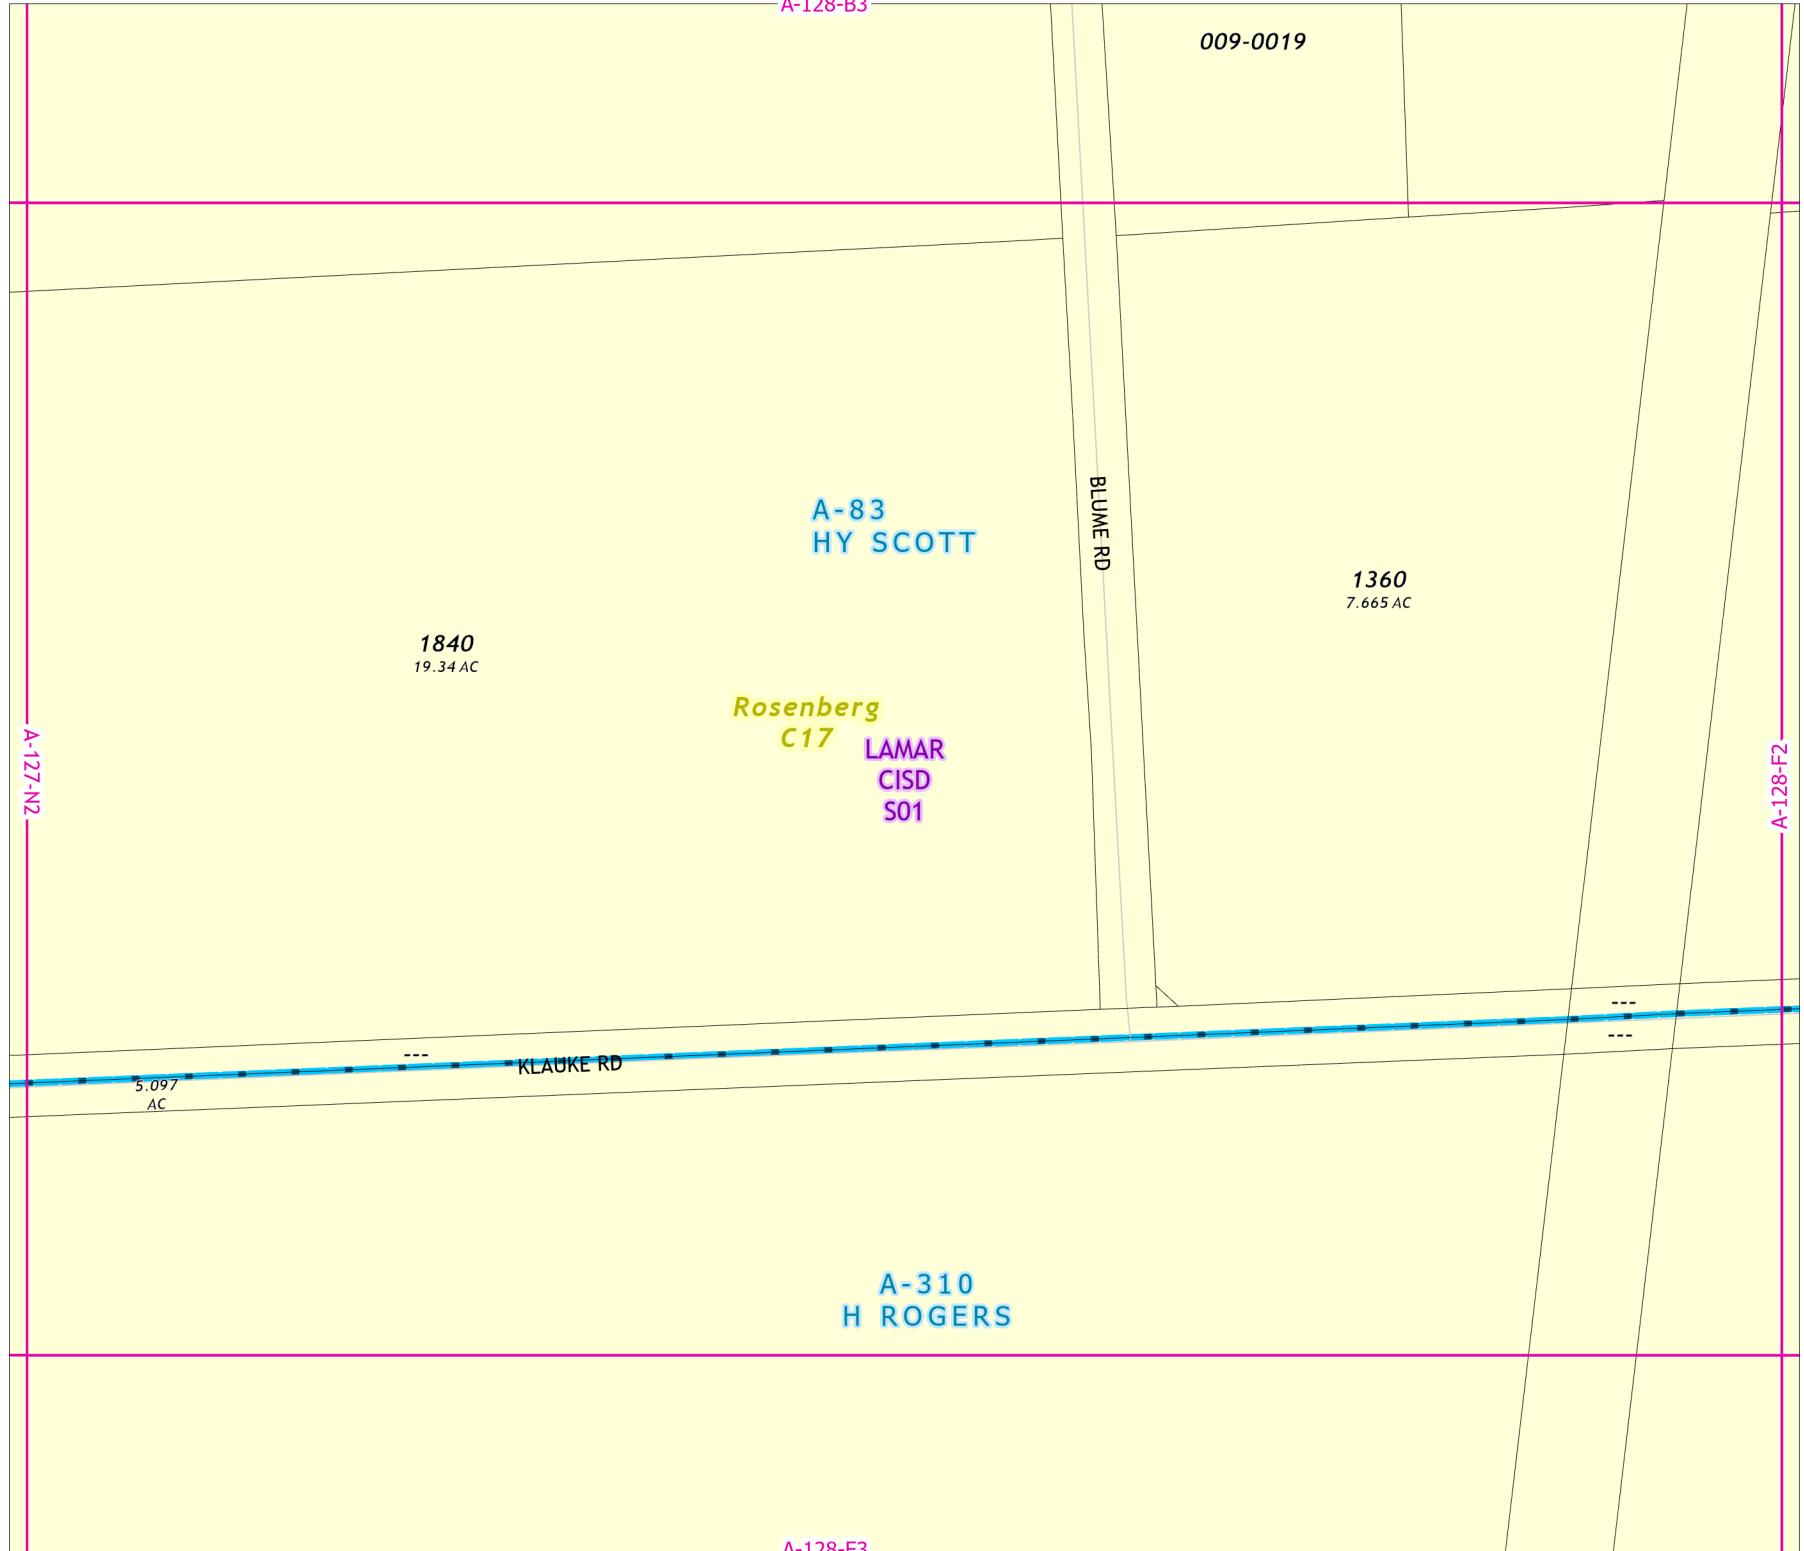 A-128-B3
009-0019
A-83
HY SCOTT
BLUME RD
1360
7.665 AC
1840
19.34 AC
Rosenberg
C17
LAMAR
CISD
S01
A-127-N2
A-128-F2
---
---
---
KLAUKE RD
5.097
AC
A-310
H ROGERS
A-128-F3